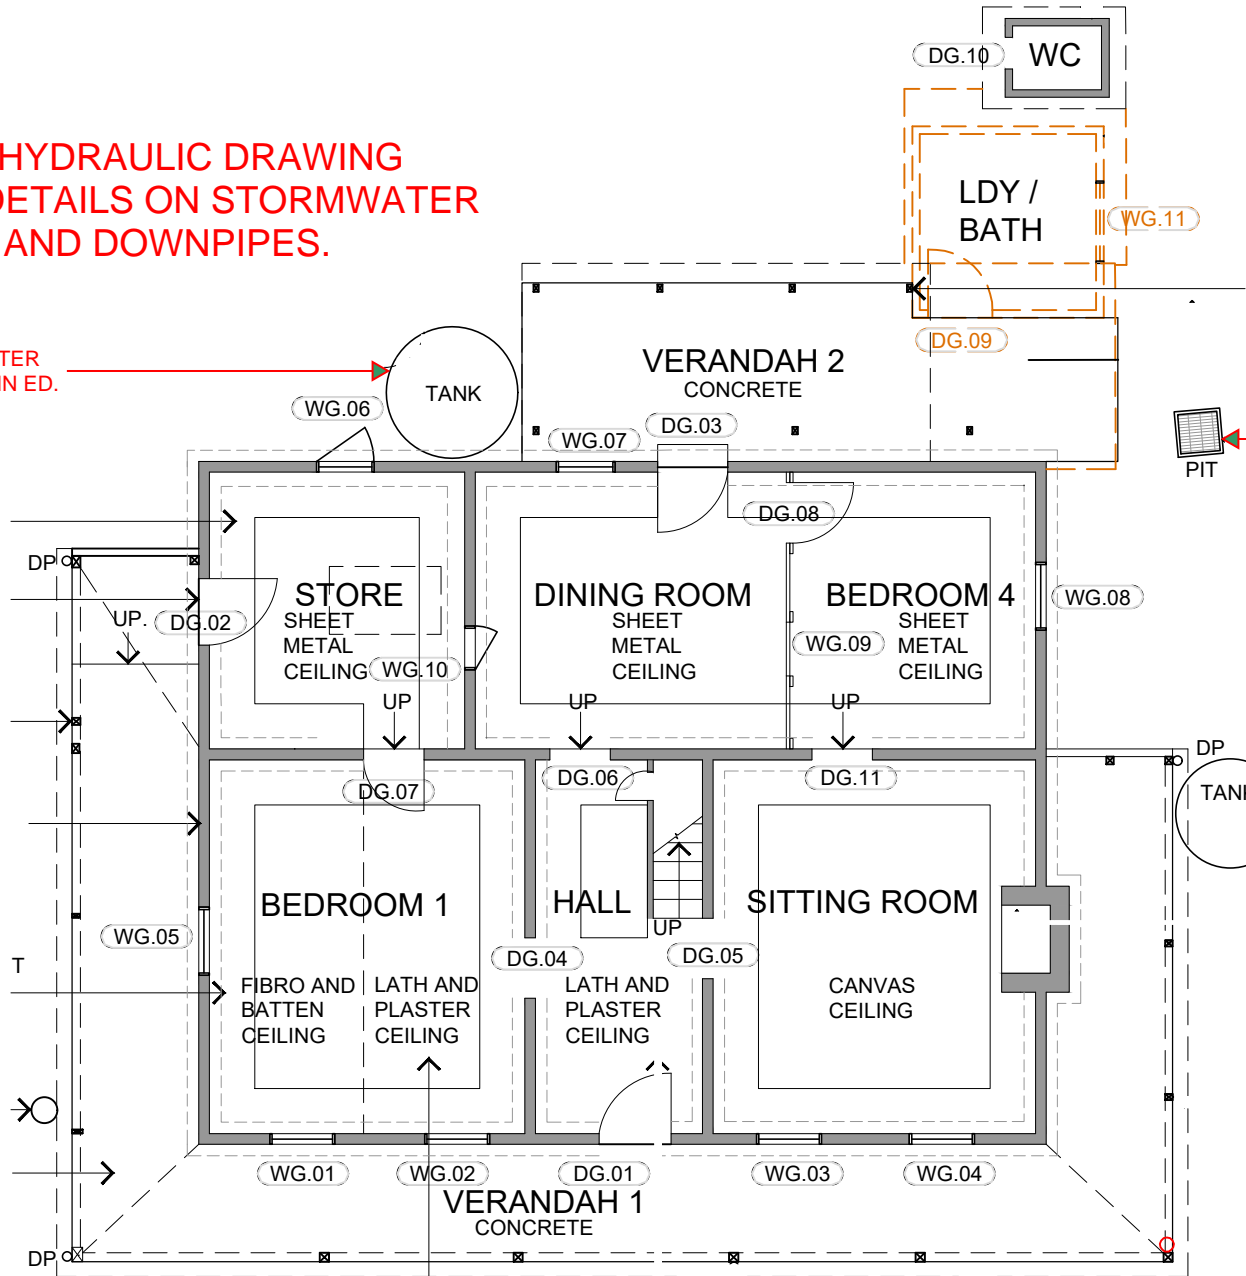 DG.10
WC
HYDRAULIC DRAWING
DETAILS ON STORMWATER
AND DOWNPIPES.
LDY /
BATH
WG.11
DG.09
VERANDAH 2
CONCRETE
TER
IN ED.
TANK
WG.06
WG.07
DG.03
PIT
DG.08
DP
STORE
SHEET
METAL
CEILING
DINING ROOM
SHEET
METAL
CEILING
BEDROOM 4
SHEET
METAL
CEILING
WG.08
UP.
DG.02
WG.10
WG.09
UP
UP
UP
DP
DG.07
DG.06
DG.11
TANK
BEDROOM 1
HALL
SITTING ROOM
UP
WG.05
DG.04
DG.05
T
FIBRO AND
BATTEN
CEILING
LATH AND
PLASTER
CEILING
LATH AND
PLASTER
CEILING
CANVAS
CEILING
WG.01
WG.02
DG.01
WG.03
WG.04
VERANDAH 1
CONCRETE
DP